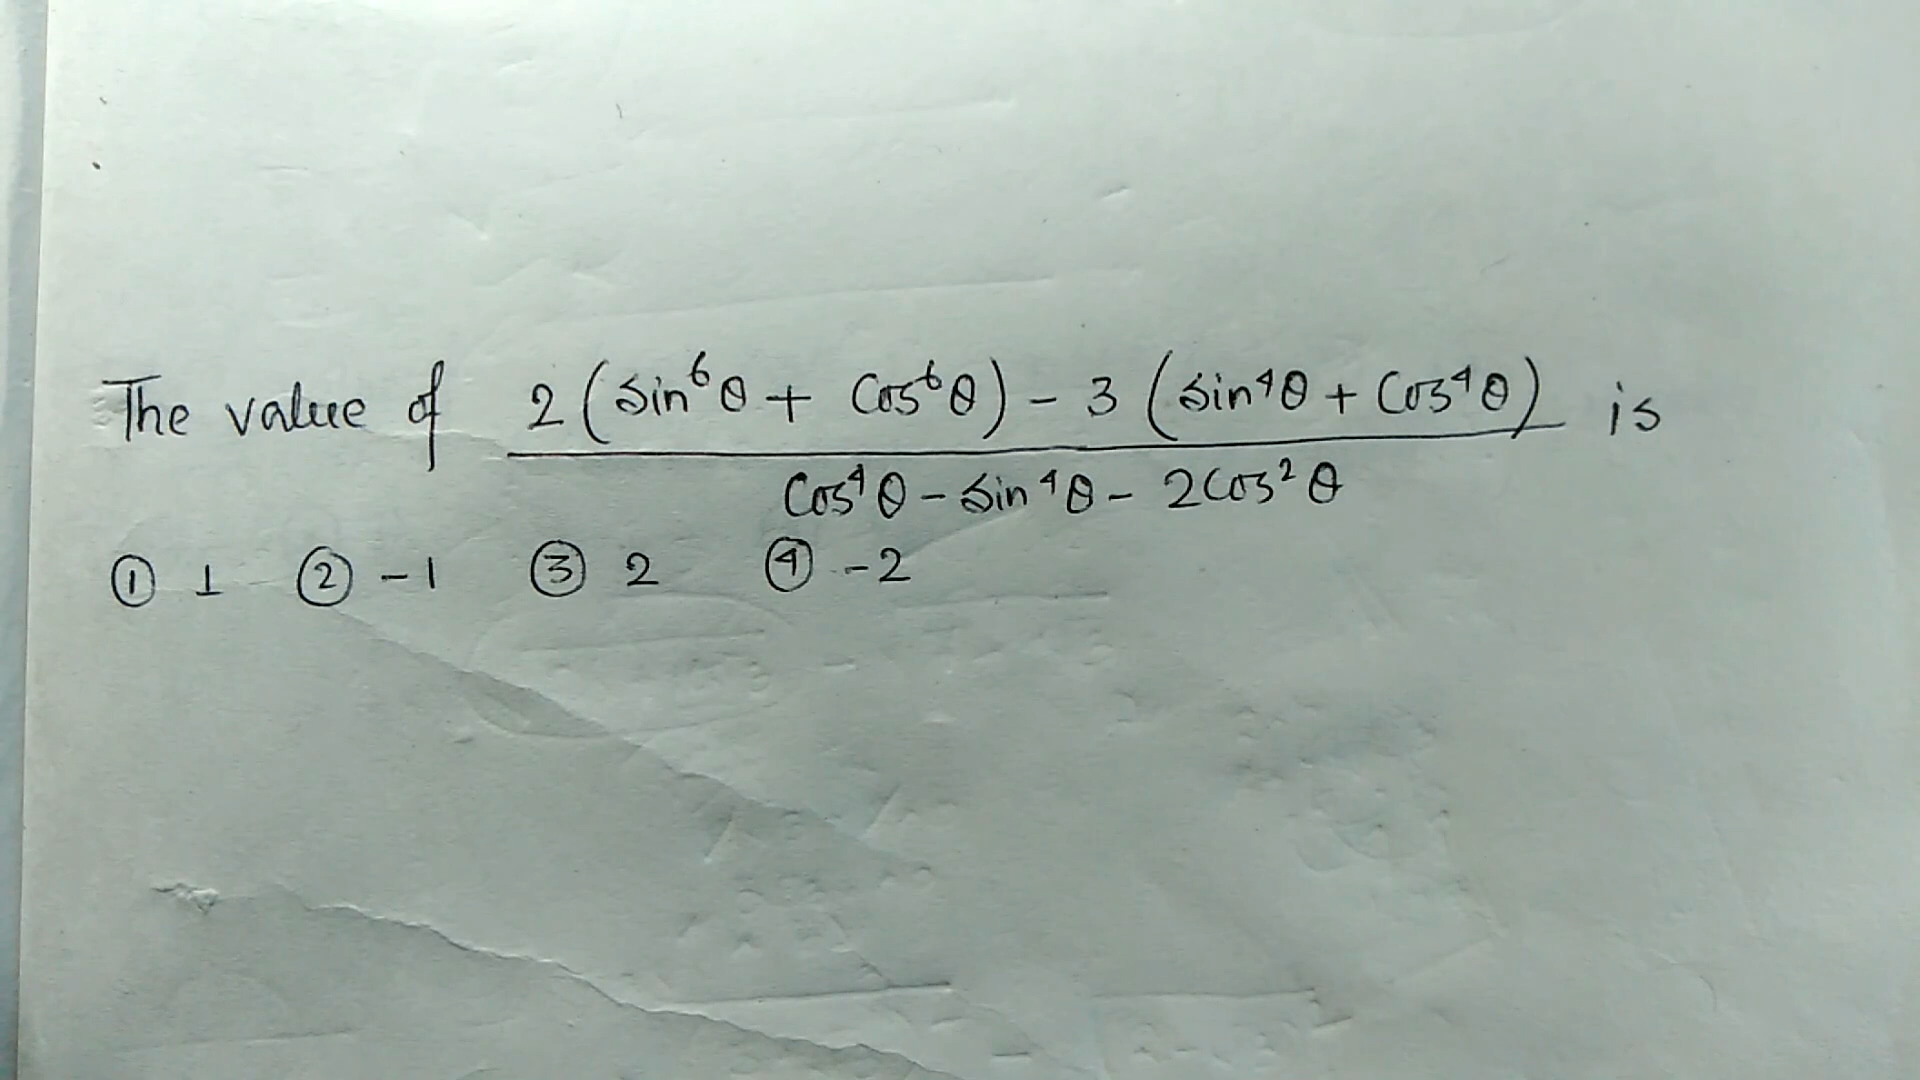 The value of 2 (sin⁶θ + Cos⁶θ) - 3 (sin⁴θ + Cos⁴θ) is
Cos⁴θ - sin⁴θ - 2Cos²θ
① 1 ② -1 ③ 2 ④ -2